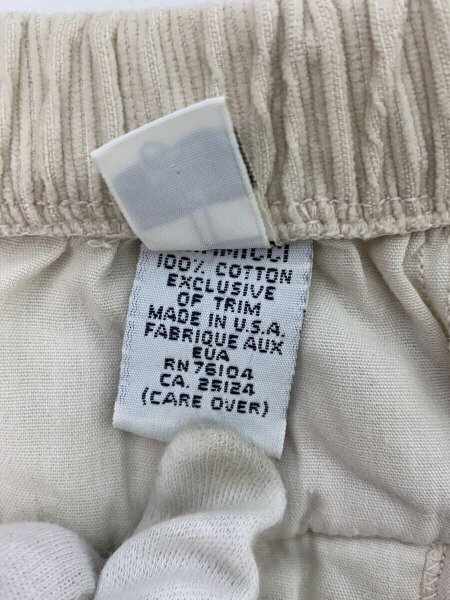 100% COTTON
EXCLUSIVE
OF TRIM
MADE IN U.S.A.
FABRIQUE AUX
EUA
RN 76104
CA. 25124
(CARE OVER)